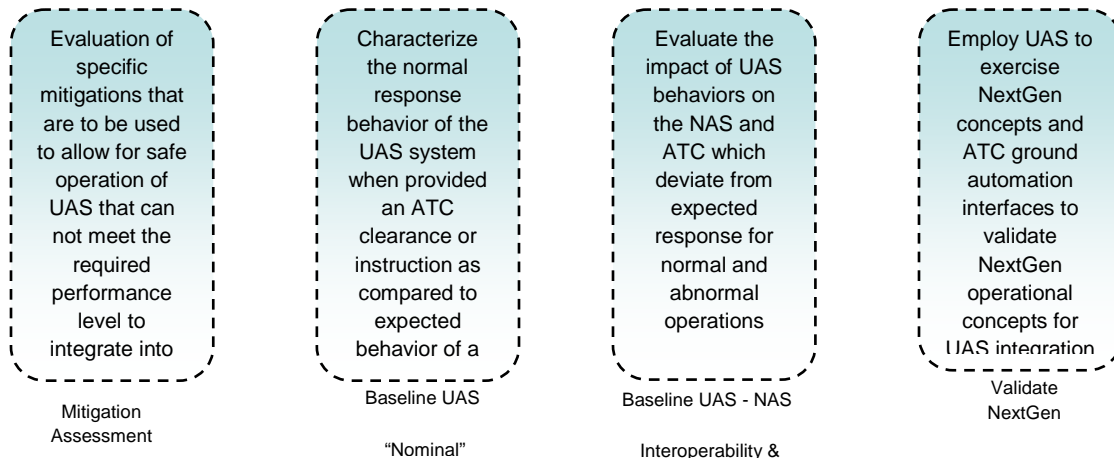 Evaluation of
specific
mitigations that
are to be used
to allow for safe
operation of
UAS that can
not meet the
required
performance
level to
integrate into
Mitigation
Assessment
Characterize
the normal
response
behavior of the
UAS system
when provided
an ATC
clearance or
instruction as
compared to
expected
behavior of a
Baseline UAS
“Nominal”
Evaluate the
impact of UAS
behaviors on
the NAS and
ATC which
deviate from
expected
response for
normal and
abnormal
operations
Baseline UAS - NAS
Interoperability &
Employ UAS to
exercise
NextGen
concepts and
ATC ground
automation
interfaces to
validate
NextGen
operational
concepts for
UAS integration
Validate
NextGen